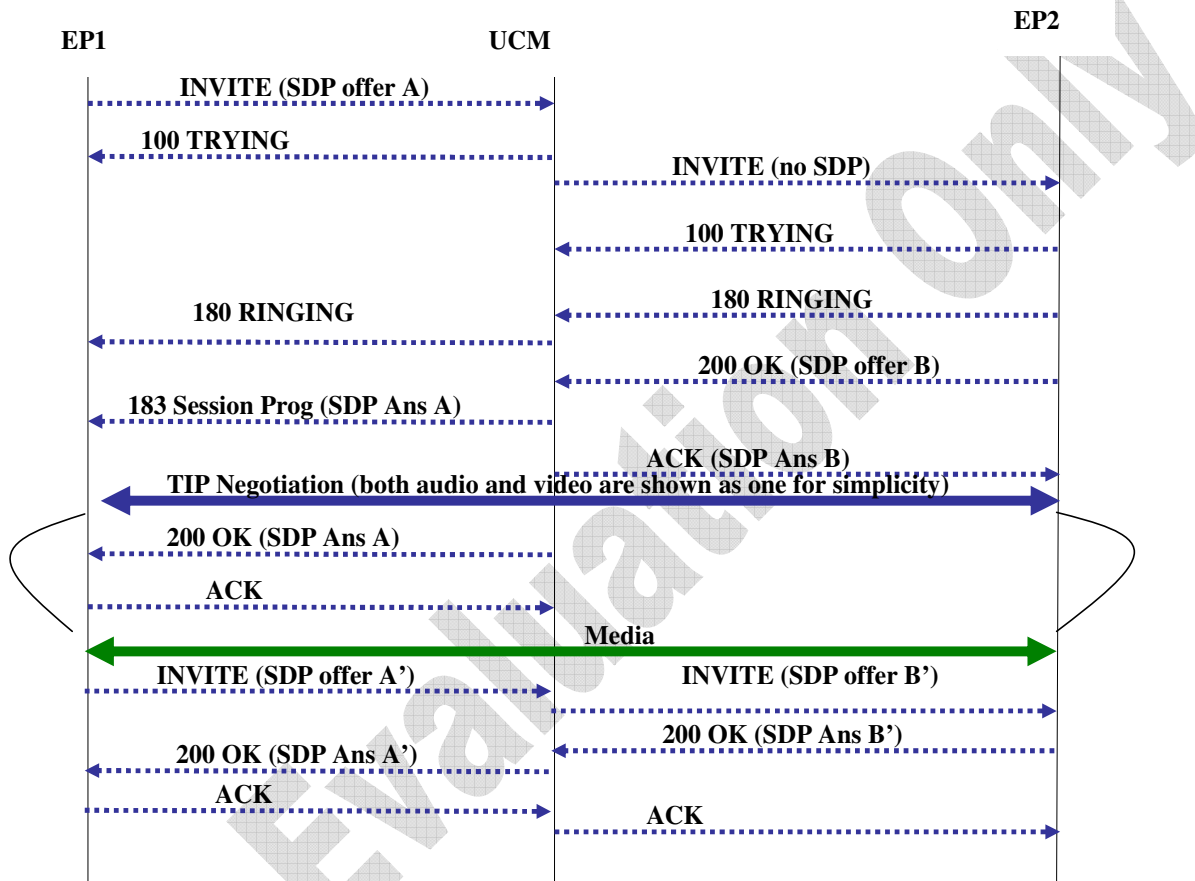 EP1
UCM
EP2
INVITE (SDP offer A)
100 TRYING
INVITE (no SDP)
100 TRYING
180 RINGING
180 RINGING
200 OK (SDP offer B)
183 Session Prog (SDP Ans A)
ACK (SDP Ans B)
TIP Negotiation (both audio and video are shown as one for simplicity)
200 OK (SDP Ans A)
ACK
Media
INVITE (SDP offer A’)
INVITE (SDP offer B’)
200 OK (SDP Ans B’)
200 OK (SDP Ans A’)
ACK
ACK
Evaluation Only